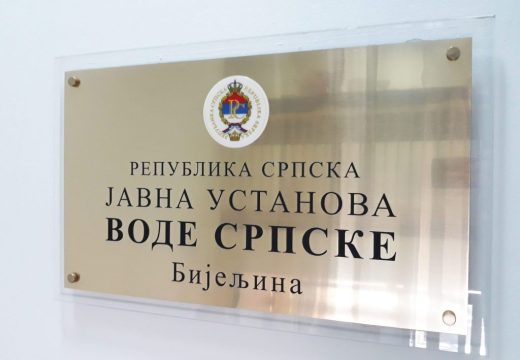 РЕПУБЛИКА СРПСКА
ЈАВНА УСТАНОВА
ВОДЕ СРПСКЕ
Бијељина